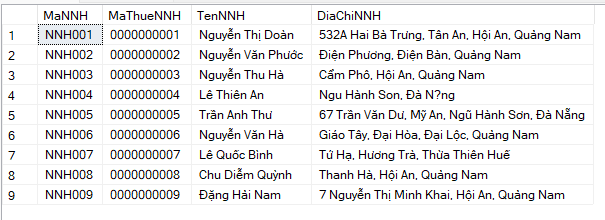 MaNNH MaThueNNH TenNNH DiaChiNNH
1 NNH001 0000000001 Nguyễn Thị Doàn 532A Hai Bà Trưng, Tân An, Hội An, Quảng Nam
2 NNH002 0000000002 Nguyễn Văn Phước Điện Phương, Điện Bàn, Quảng Nam
3 NNH003 0000000003 Nguyễn Thu Hà Cẩm Phô, Hội An, Quảng Nam
4 NNH004 0000000004 Lê Thiên An Ngu Hành Son, Đà N?ng
5 NNH005 0000000005 Trần Anh Thư 67 Trần Văn Dư, Mỹ An, Ngũ Hành Sơn, Đà Nẵng
6 NNH006 0000000006 Nguyễn Văn Hà Giáo Tây, Đại Hòa, Đại Lộc, Quảng Nam
7 NNH007 0000000007 Lê Quốc Bình Tứ Hạ, Hương Trà, Thừa Thiên Huế
8 NNH008 0000000008 Chu Diễm Quỳnh Thanh Hà, Hội An, Quảng Nam
9 NNH009 0000000009 Đặng Hải Nam 7 Nguyễn Thị Minh Khai, Hội An, Quảng Nam